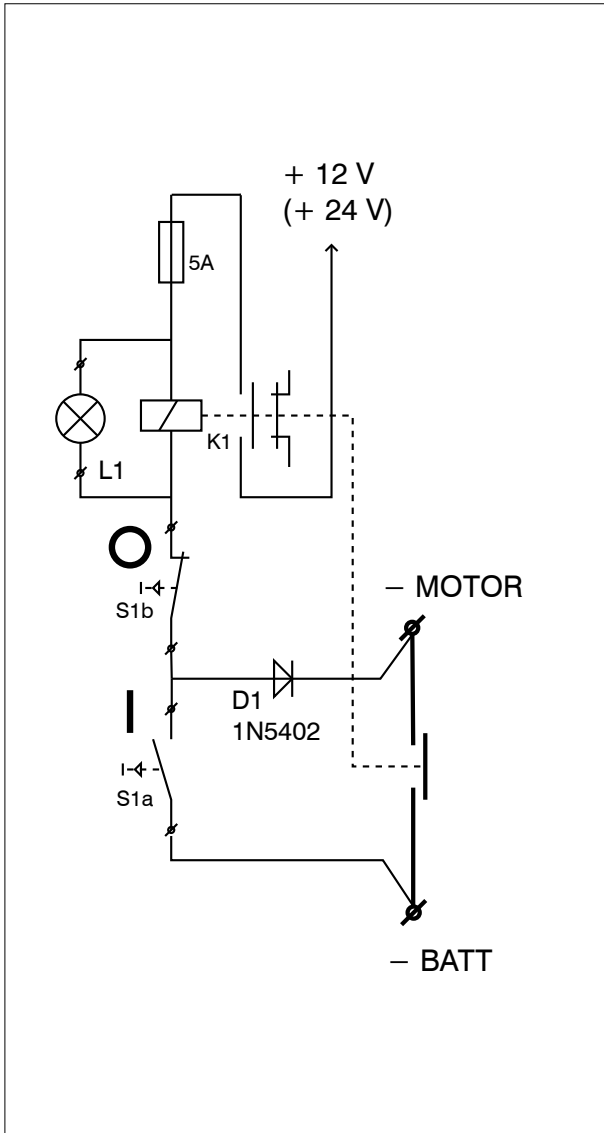 + 12 V
(+ 24 V)
5A
K1
L1
O
S1b
– MOTOR
D1
1N5402
I
S1a
– BATT